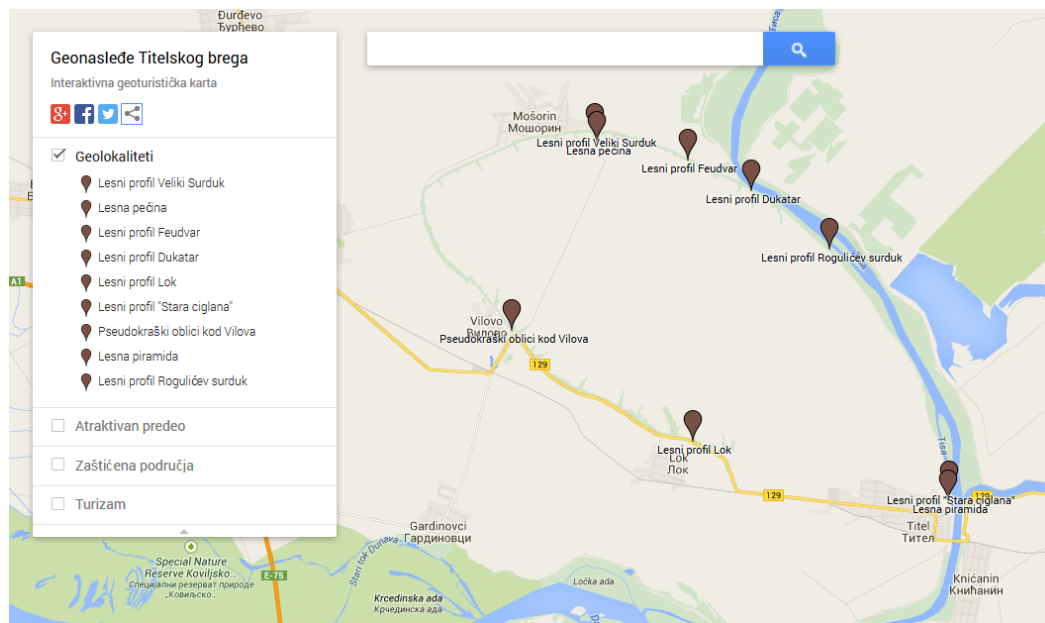 Geonasleđe Titelskog brega
Interaktivna geoturistička karta
Geolokaliteti
Lesni profil Veliki Surduk
Lesna pećina
Lesni profil Feudvar
Lesni profil Dukatar
Lesni profil Lok
Lesni profil "Stara ciglana"
Pseudokraški oblici kod Vilova
Lesna piramida
Lesni profil Rogulićev surduk
Atraktivan predeo
Zaštićena područja
Turizam
Đurđevo
Ђурђево
Тиса
Mošorin
Мошорин
Lesni profil Veliki Surduk
Lesna pećina
Lesni profil Feudvar
Lesni profil Dukatar
Lesni profil Rogulićev surduk
A1
Vilovo
Вилово
Pseudokraški oblici kod Vilova
129
Lesni profil Lok
Lok
Лок
Tisa
129
129
Lesni profil "Stara ciglana"
Lesna piramida
Titel
Тител
Gardinovci
Гардиновци
Stari tok Dunava
Special Nature
Reserve Koviljsko...
Специјални резерват природе
„Ковиљско...
E-75
Ločka ada
Krcedinska ada
Крчединска ада
Knićanin
Книћанин